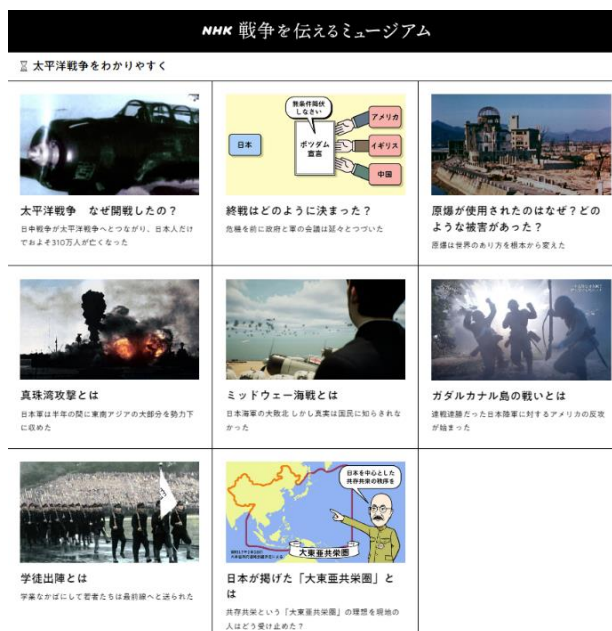 NHK 戦争を伝えるミュージアム
太平洋戦争をわかりやすく
太平洋戦争 なぜ開戦したの？
日中戦争が太平洋戦争へとつながり、日本人だけ
でおよそ310万人が亡くなった
日本
無条件降伏
しなさい
ポツダム
宣言
アメリカ
イギリス
中国
終戦はどのように決まった？
危機を前に政府と軍の会議は延々とつづいた
原爆が使用されたのはなぜ？どの
ような被害があった？
原爆は世界のあり方を根本から変えた
真珠湾攻撃とは
日本軍は半年の間に東南アジアの大部分を勢力下
に収めた
ミッドウェー海戦とは
日本海軍の大敗北 しかし真実は国民に知らされな
かった
ガダルカナル島の戦いとは
連戦連勝だった日本陸軍に対するアメリカの反攻
が始まった
学徒出陣とは
学業なかばにして若者たちは最前線へと送られた
日本を中心とした
共存共栄の秩序を
大東亜共栄圏
日本が掲げた「大東亜共栄圏」と
は
共存共栄という「大東亜共栄圏」の理想を現地の
人はどう受け止めた？